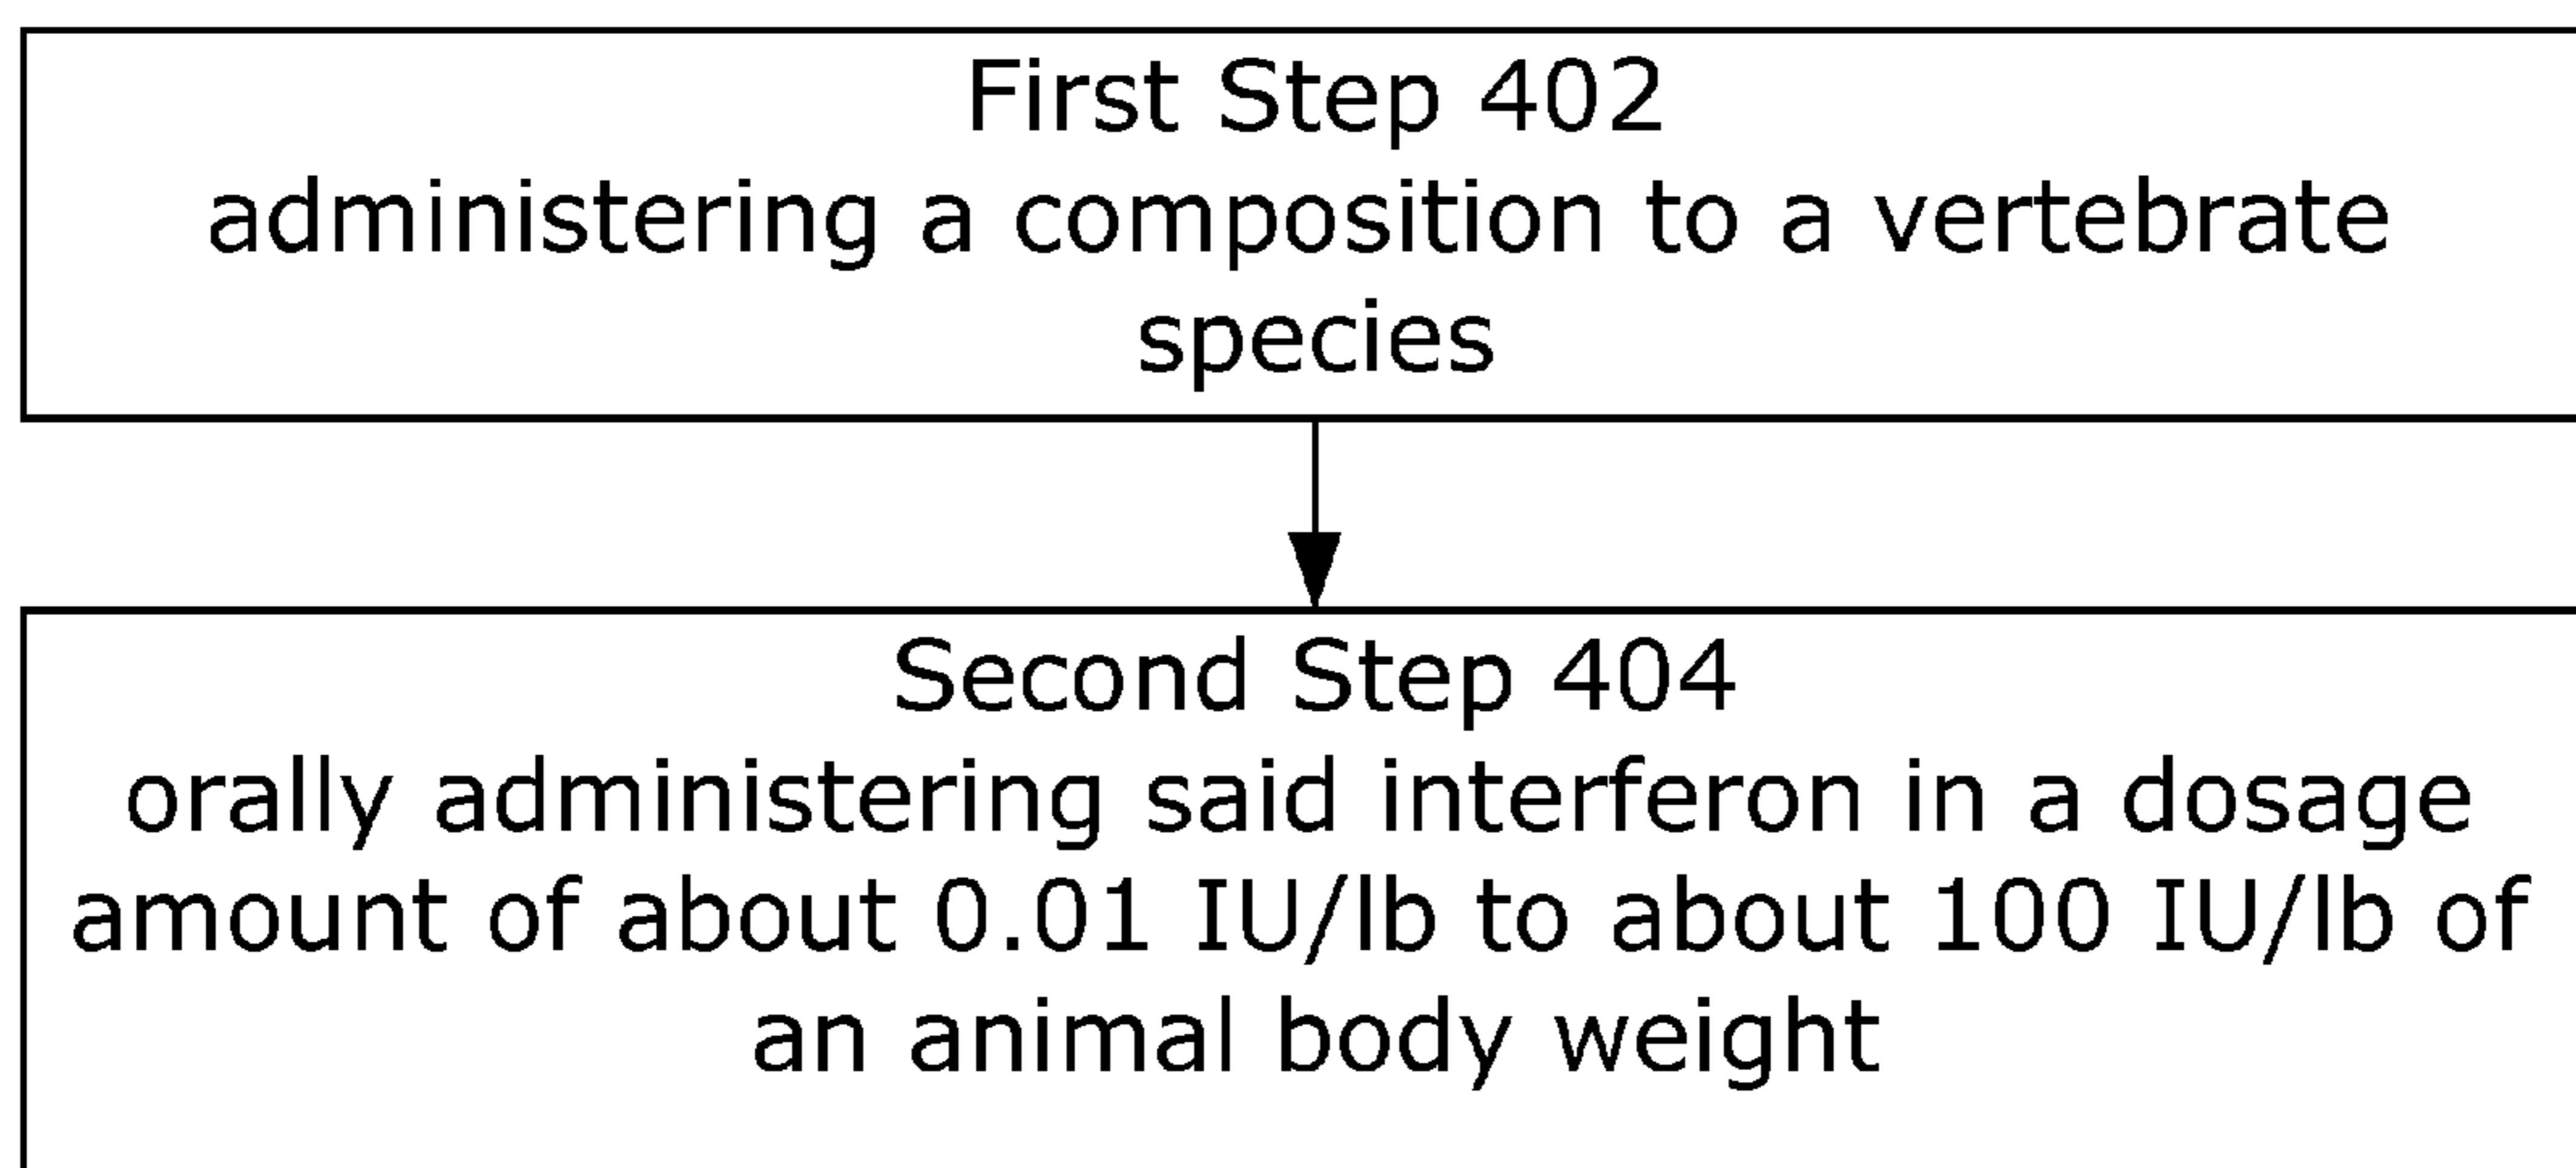 First Step 402
administering a composition to a vertebrate
species
Second Step 404
orally administering said interferon in a dosage
amount of about 0.01 IU/lb to about 100 IU/lb of
an animal body weight